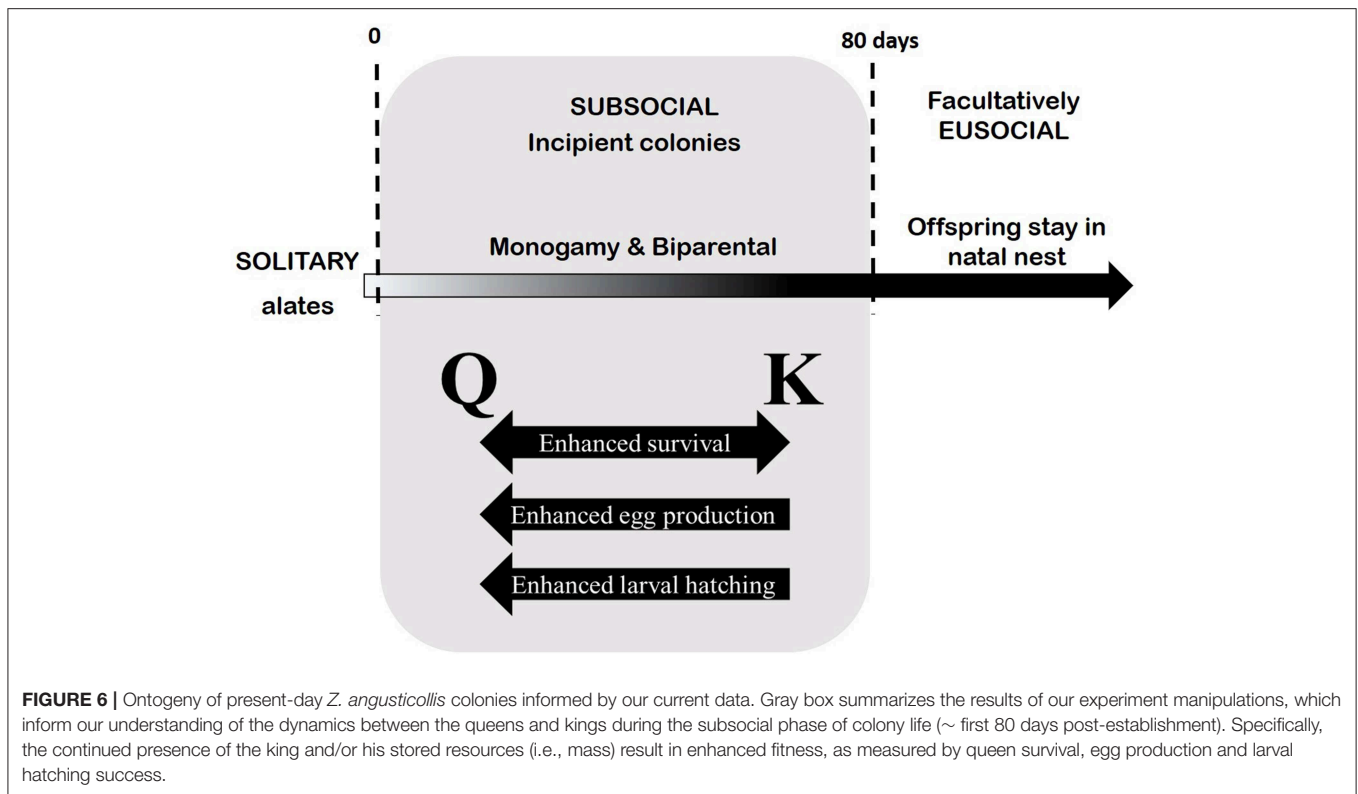 0
80 days
SUBSOCIAL
Incipient colonies
Facultatively
EUSOCIAL
SOLITARY
alates
Monogamy & Biparental
Offspring stay in
natal nest
Q
K
Enhanced survival
Enhanced egg production
Enhanced larval hatching
FIGURE 6 | Ontogeny of present-day Z. angusticollis colonies informed by our current data. Gray box summarizes the results of our experiment manipulations, which
inform our understanding of the dynamics between the queens and kings during the subsocial phase of colony life (~ first 80 days post-establishment). Specifically,
the continued presence of the king and/or his stored resources (i.e., mass) result in enhanced fitness, as measured by queen survival, egg production and larval
hatching success.